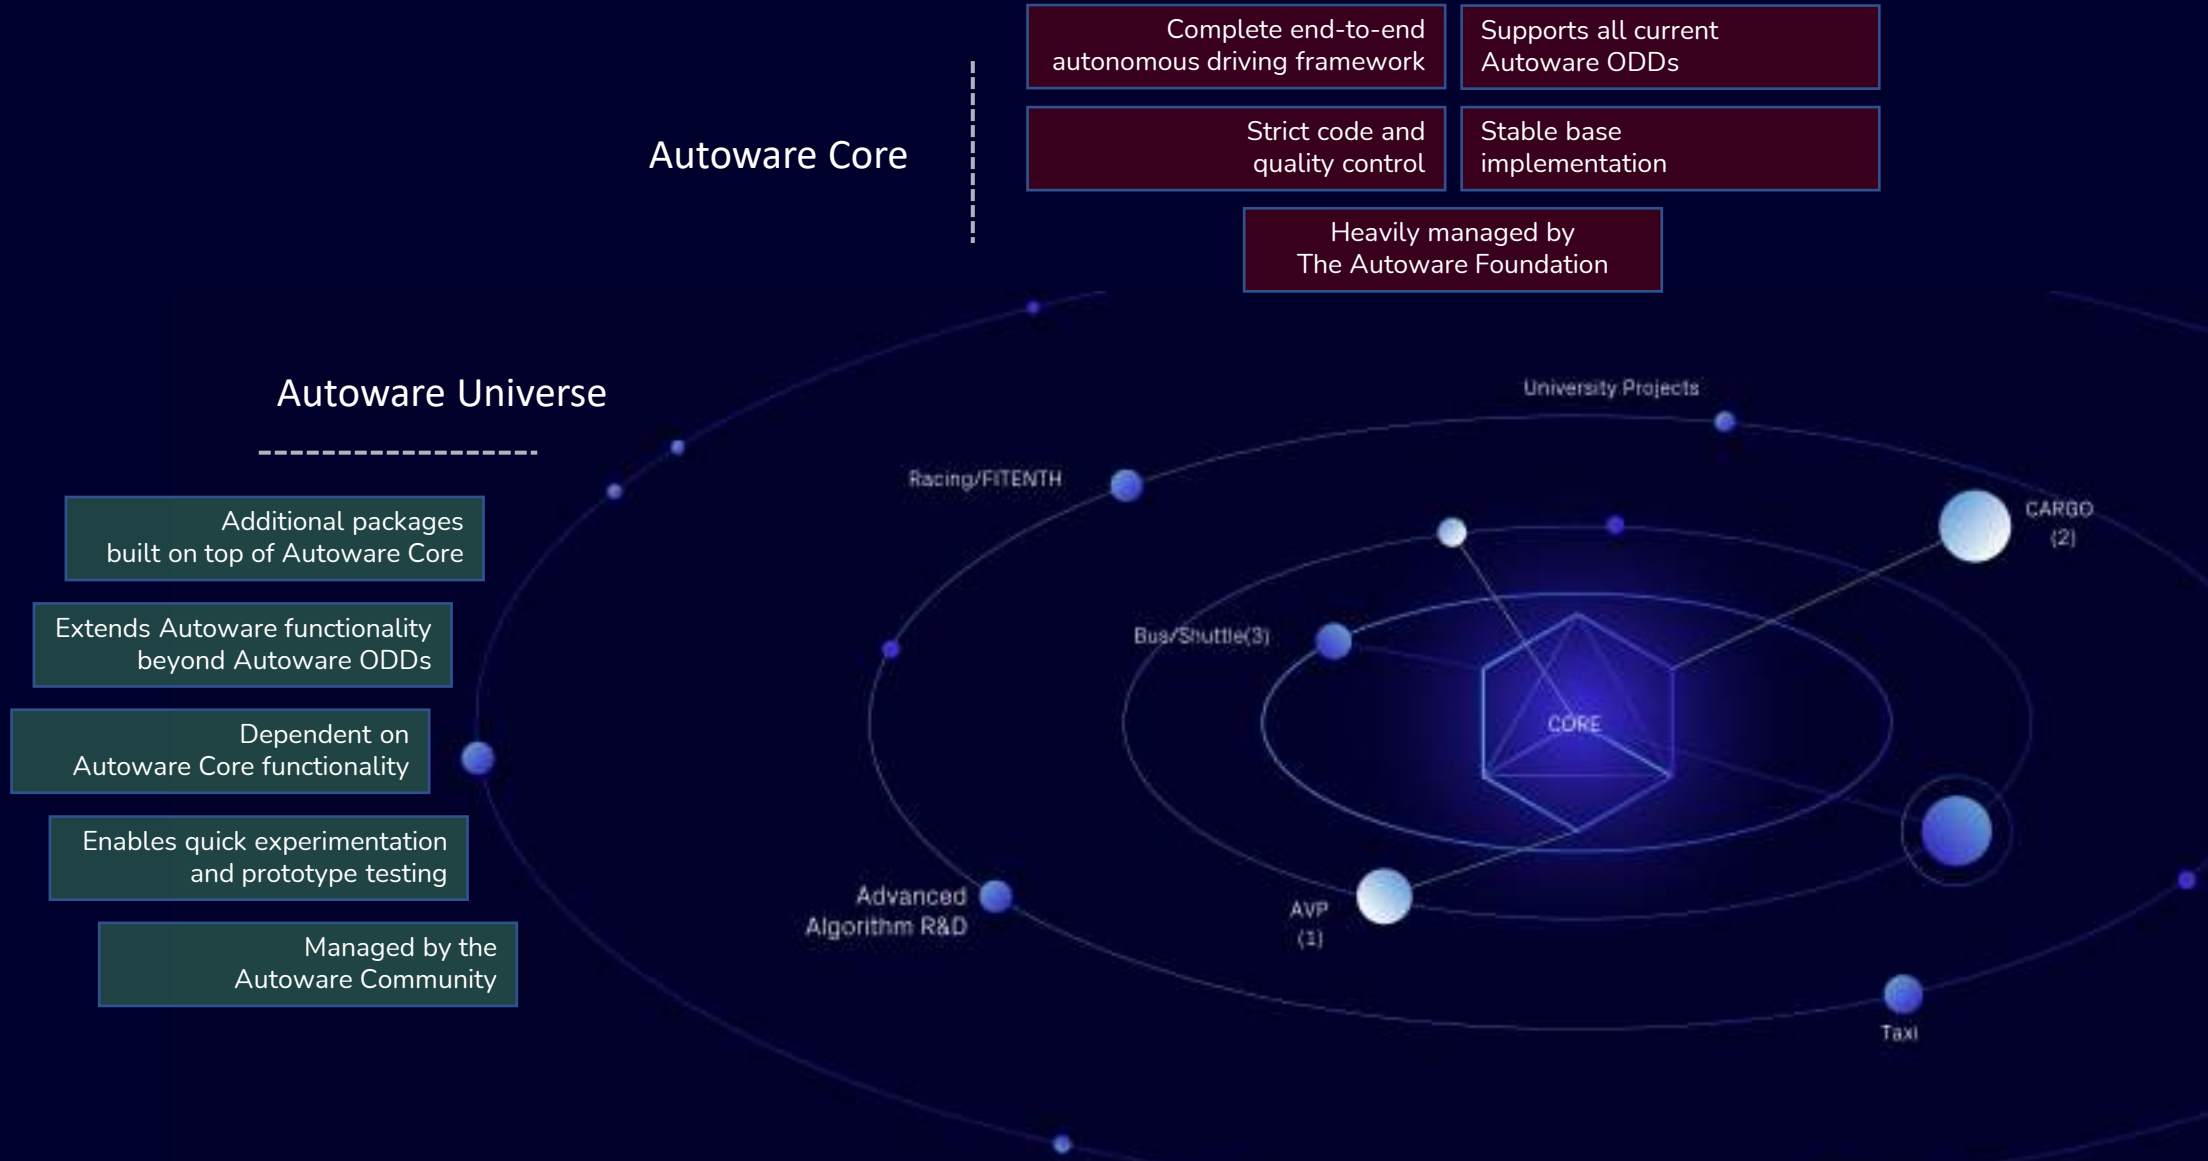 Complete end-to-end
autonomous driving framework
Supports all current
Autoware ODDs
Autoware Core
Strict code and
quality control
Stable base
implementation
Heavily managed by
The Autoware Foundation
Autoware Universe
Additional packages
built on top of Autoware Core
Extends Autoware functionality
beyond Autoware ODDs
Dependent on
Autoware Core functionality
Enables quick experimentation
and prototype testing
Managed by the
Autoware Community
University Projects
Racing/FITENTH
CARGO
(2)
Bus/Shuttle(3)
CORE
Advanced
Algorithm R&D
AVP
(1)
Taxi